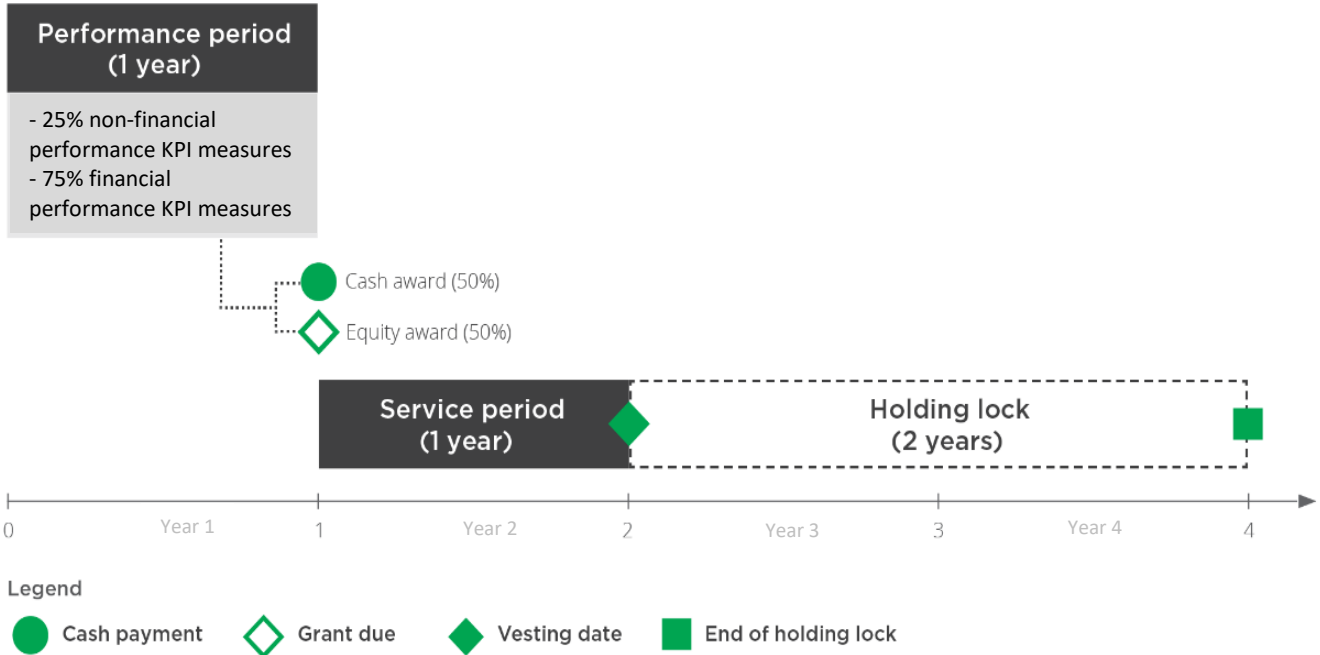 Performance period
(1 year)
- 25% non-financial
performance KPI measures
- 75% financial
performance KPI measures
Cash award (50%)
Equity award (50%)
Service period
(1 year)
Holding lock
(2 years)
0 Year 1 1 Year 2 2 Year 3 3 Year 4 4
Legend
Cash payment Grant due Vesting date End of holding lock